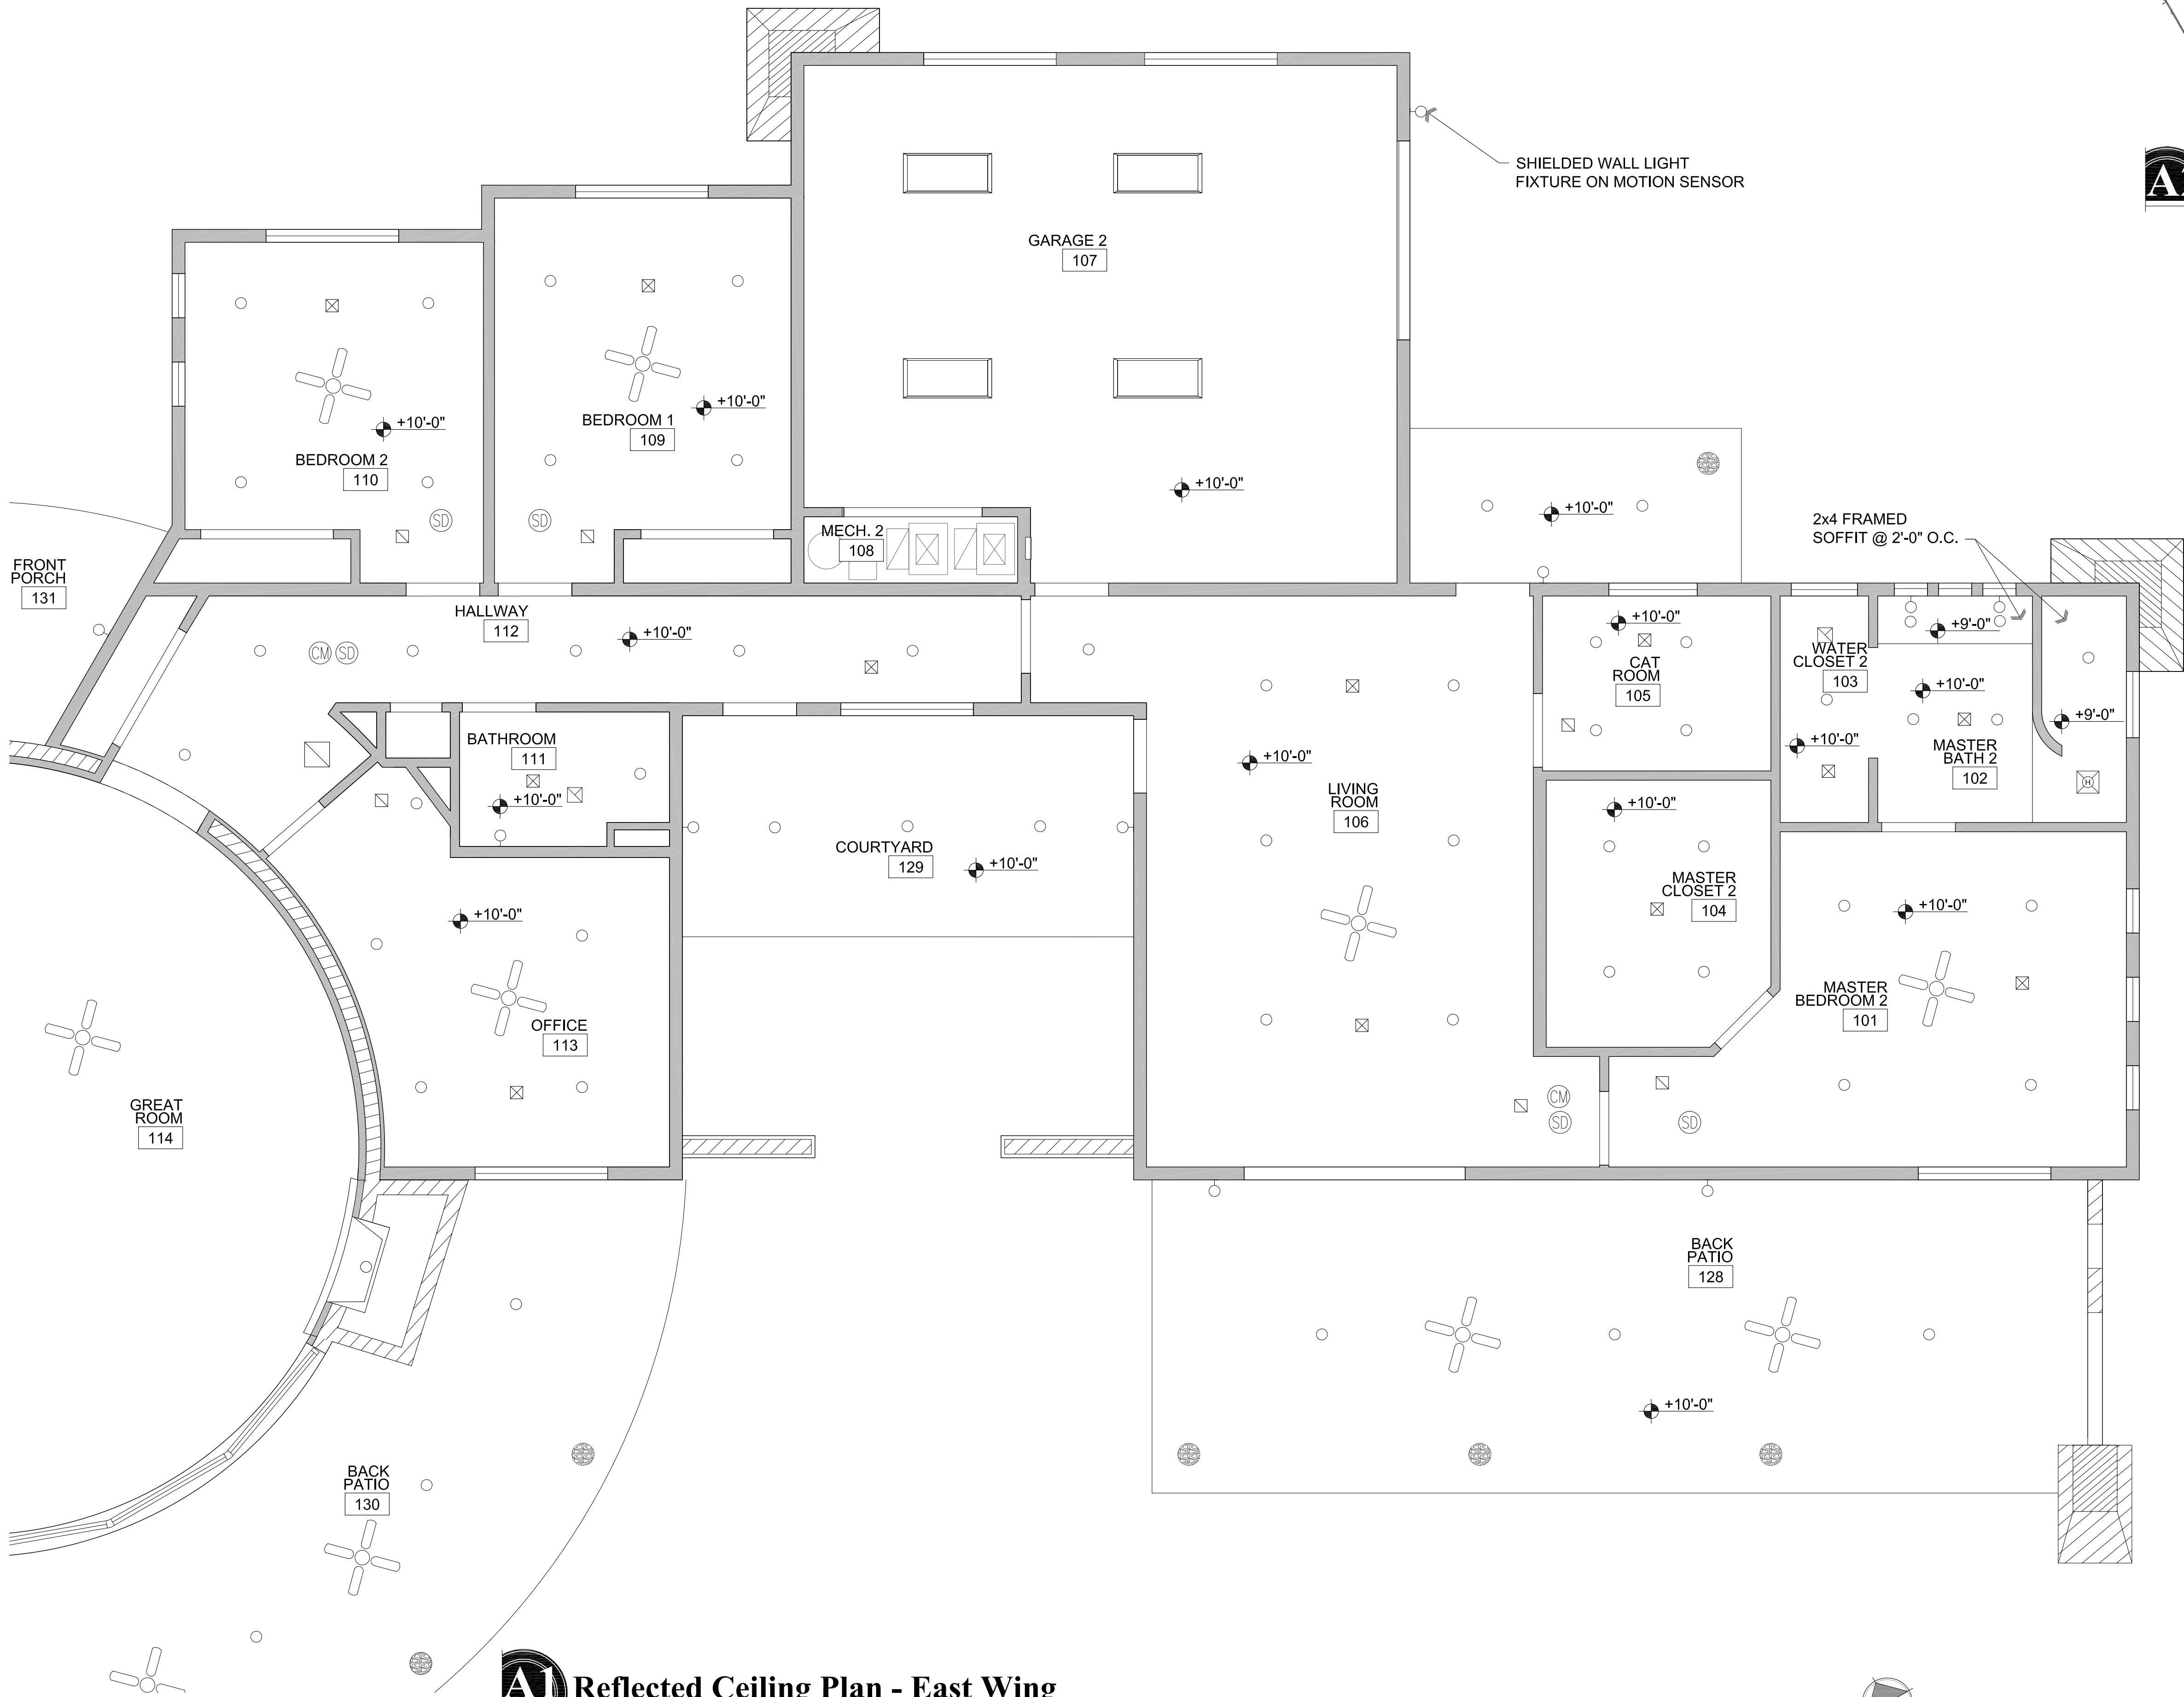 SHIELDED WALL LIGHT
FIXTURE ON MOTION SENSOR
A
GARAGE 2
107
+10'-0"
BEDROOM 1
109
+10'-0"
BEDROOM 2
110
+10'-0"
SD
SD
MECH. 2
108
+10'-0"
2x4 FRAMED
SOFFIT @ 2'-0" O.C.
FRONT
PORCH
131
HALLWAY
112
+10'-0"
CM
SD
CAT
ROOM
105
+10'-0"
WATER
CLOSET 2
103
+10'-0"
+9'-0"
+10'-0"
MASTER
BATH 2
102
+9'-0"
H
BATHROOM
111
+10'-0"
COURTYARD
129
+10'-0"
+10'-0"
LIVING
ROOM
106
CM
SD
+10'-0"
MASTER
CLOSET 2
104
+10'-0"
MASTER
BEDROOM 2
101
SD
+10'-0"
OFFICE
113
GREAT
ROOM
114
BACK
PATIO
128
+10'-0"
BACK
PATIO
130
A1
Reflected Ceiling Plan - East Wing